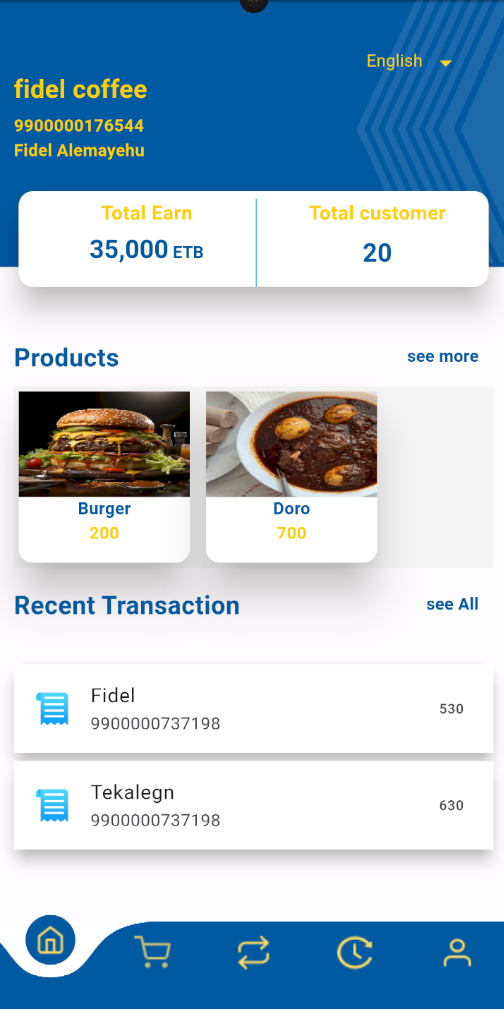 English
fidel coffee
9900000176544
Fidel Alemayehu
Total Earn
35,000 ETB
Total customer
20
Products
see more
Burger
200
Doro
700
Recent Transaction
see All
Fidel
9900000737198
530
Tekalegn
9900000737198
630